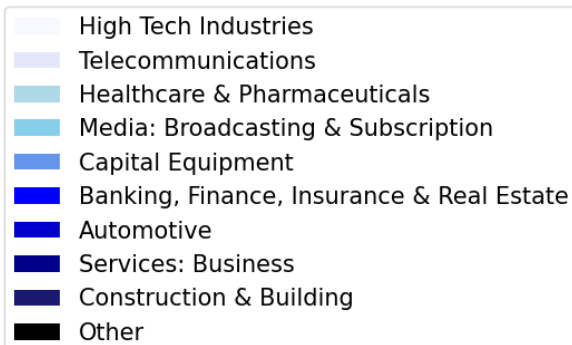 High Tech Industries
Telecommunications
Healthcare & Pharmaceuticals
Media: Broadcasting & Subscription
Capital Equipment
Banking, Finance, Insurance & Real Estate
Automotive
Services: Business
Construction & Building
Other